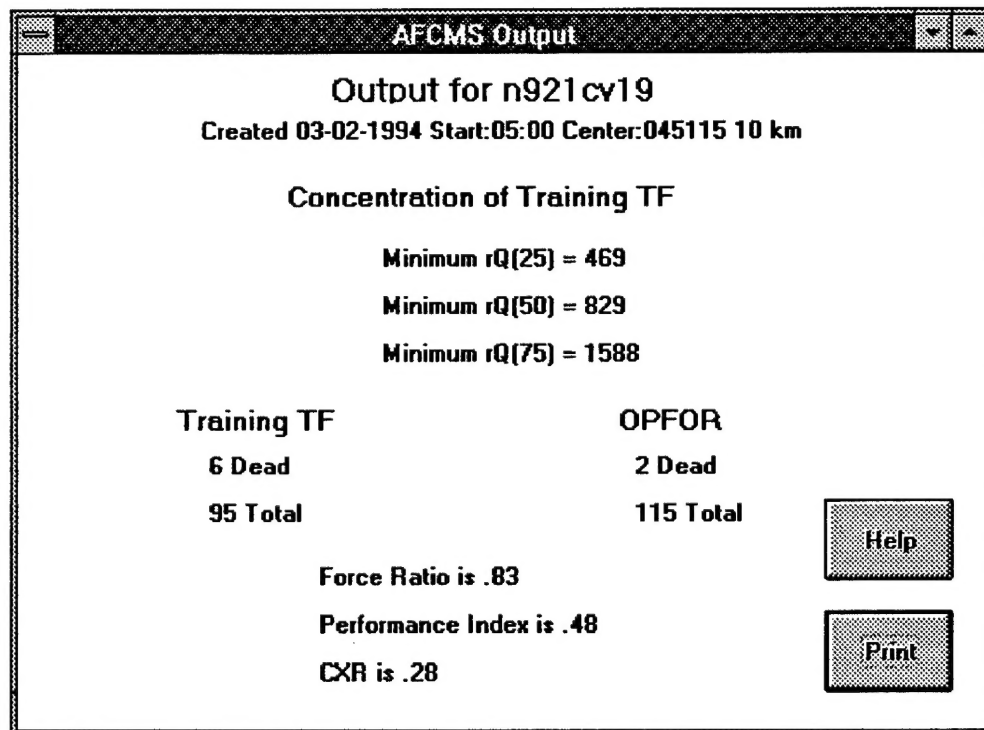 AFCMS Output
Output for n921cv19
Created 03-02-1994 Start:05:00 Center:045115 10 km
Concentration of Training TF
Minimum rQ(25) = 469
Minimum rQ(50) = 829
Minimum rQ(75) = 1588
Training TF OPFOR
6 Dead 2 Dead
95 Total 115 Total
Help
Force Ratio is .83
Performance Index is .48
Print
CXR is .28